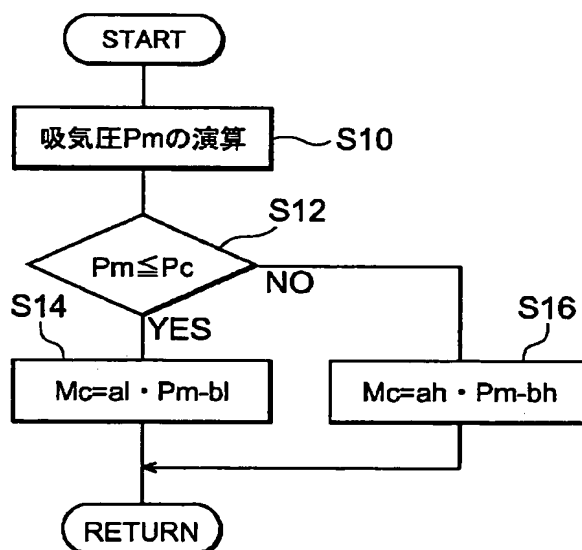 START
吸気圧Pmの演算
S10
S12
Pm≦Pc
NO
S14
YES
S16
Mc=al・Pm-bl
Mc=ah・Pm-bh
RETURN